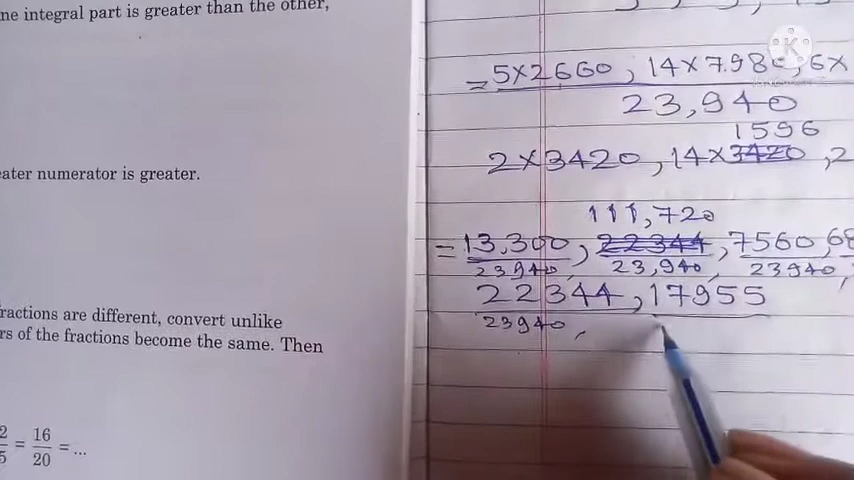 ne integral part is greater than the other,
eater numerator is greater.
ractions are different, convert unlike
rs of the fractions become the same. Then
2/5 = 16/20 = ...
= 5×2660, 14×7980, 6×
23,940
1596
2×3420, 14×3420, 2
111,720
= 13,300, 22344, 7560, 68
23940, 23,940, 23940,
22344, 17955
23940,
K